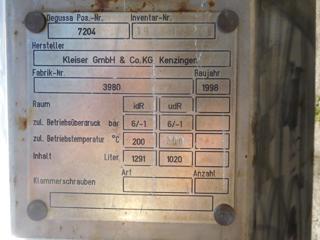 Degussa Pos.-Nr. Inventar-Nr.
7204
Hersteller
Kleiser GmbH & Co.KG Kenzingen
Fabrik-Nr. Baujahr
3980 1998
Raum idR udR
zul. Betriebsüberdruck bar 6/-1 6/-1
zul. Betriebstemperatur °C 200
Inhalt Liter 1291 1020
Art Anzahl
Klammerschrauben